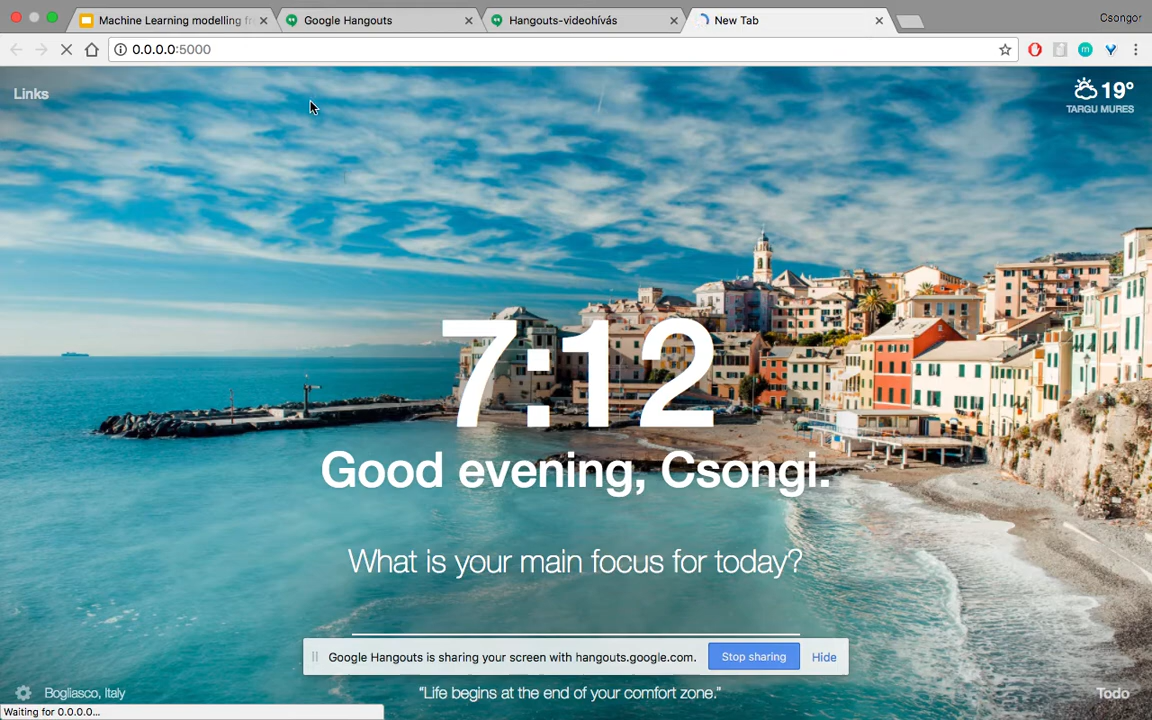 Machine Learning modelling fr
Google Hangouts
Hangouts-videohívás
New Tab
Csongor
0.0.0.0:5000
Links
19°
TARGU MURES
7:12
Good evening, Csongi.
What is your main focus for today?
Google Hangouts is sharing your screen with hangouts.google.com.
Stop sharing
Hide
Bogliasco, Italy
“Life begins at the end of your comfort zone.”
Todo
Waiting for 0.0.0.0...